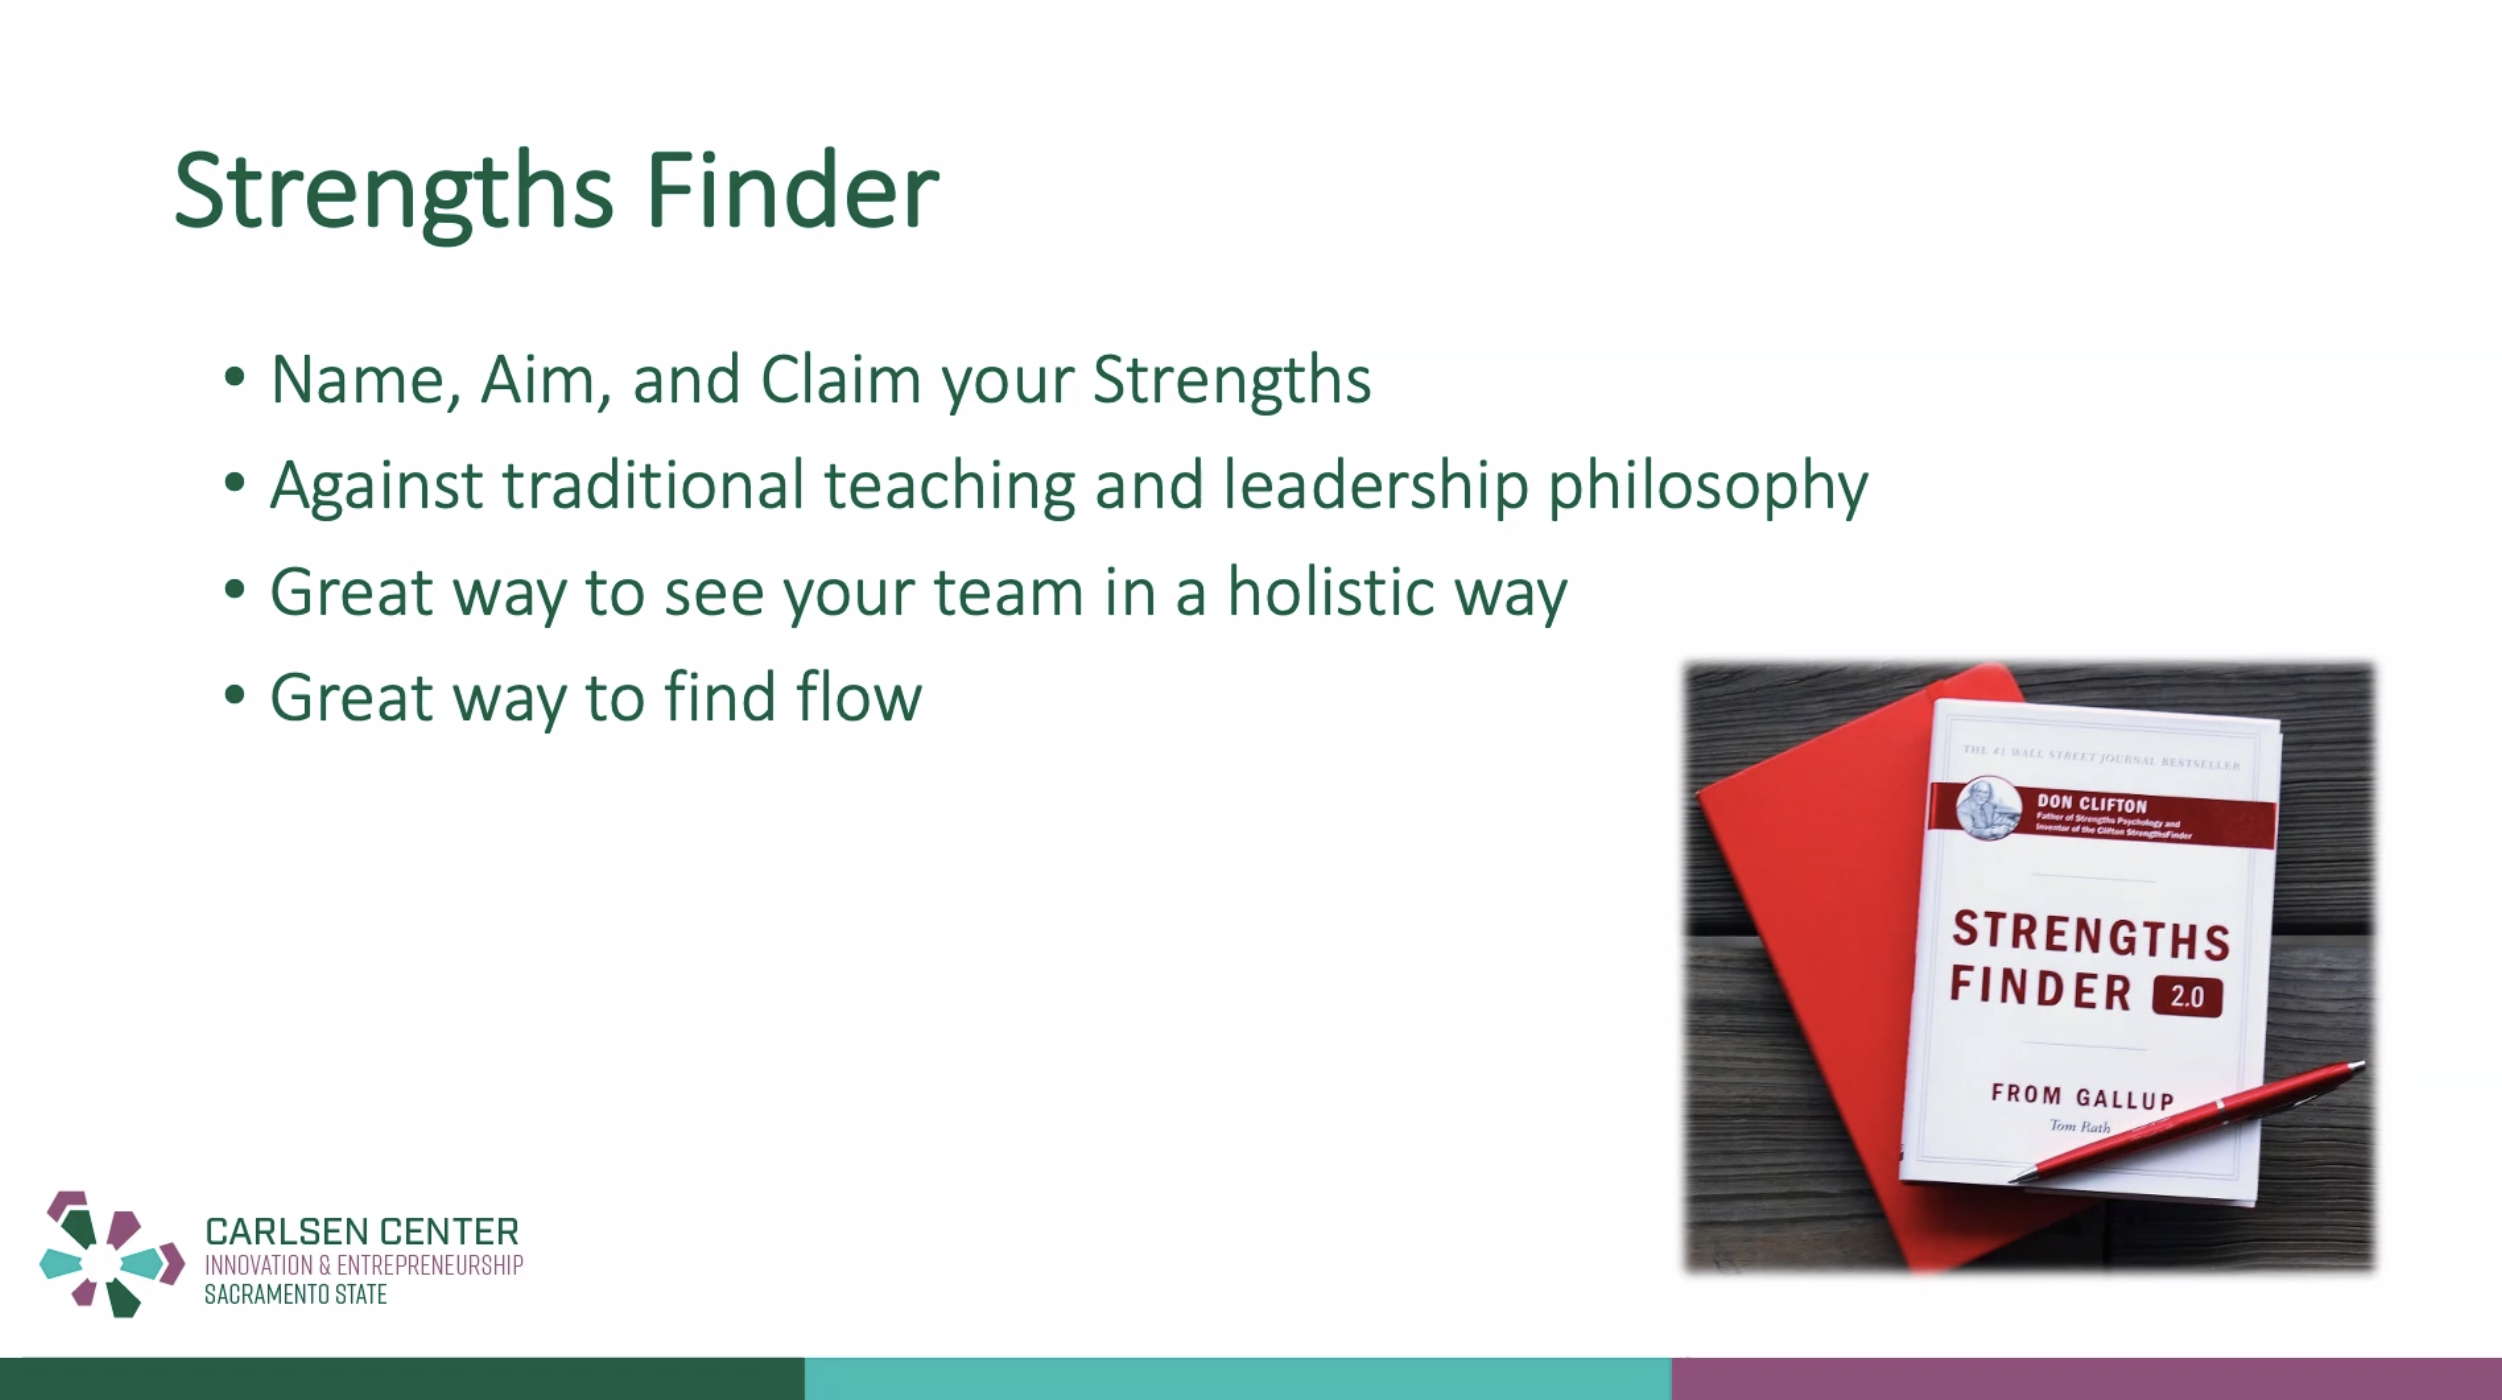 Strengths Finder
• Name, Aim, and Claim your Strengths
• Against traditional teaching and leadership philosophy
• Great way to see your team in a holistic way
• Great way to find flow
THE #1 WALL STREET JOURNAL BESTSELLER
DON CLIFTON
Father of Strengths Psychology and
Inventor of the Clifton StrengthsFinder
STRENGTHS
FINDER 2.0
FROM GALLUP
Tom Rath
CARLSEN CENTER
INNOVATION & ENTREPRENEURSHIP
SACRAMENTO STATE